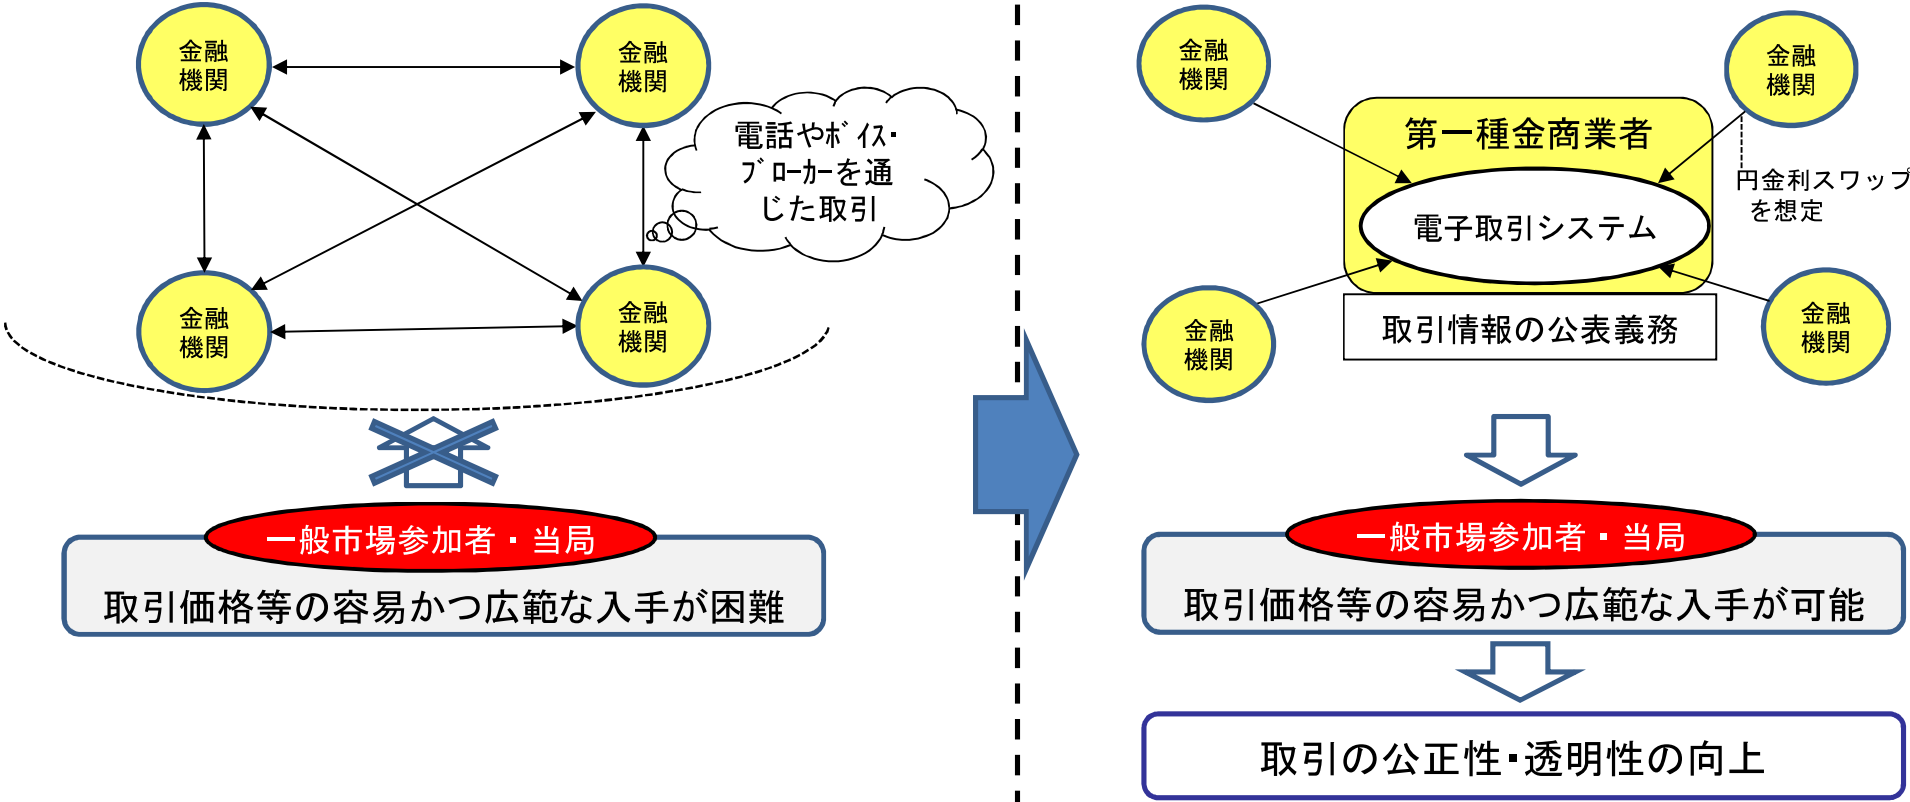 金融
機関
金融
機関
電話やﾎﾞｲｽ・
ﾌﾞﾛｰｶｰを通
じた取引
金融
機関
金融
機関
一般市場参加者・当局
取引価格等の容易かつ広範な入手が困難
金融
機関
金融
機関
第一種金商業者
円金利スワップ
を想定
電子取引システム
取引情報の公表義務
金融
機関
金融
機関
一般市場参加者・当局
取引価格等の容易かつ広範な入手が可能
取引の公正性・透明性の向上